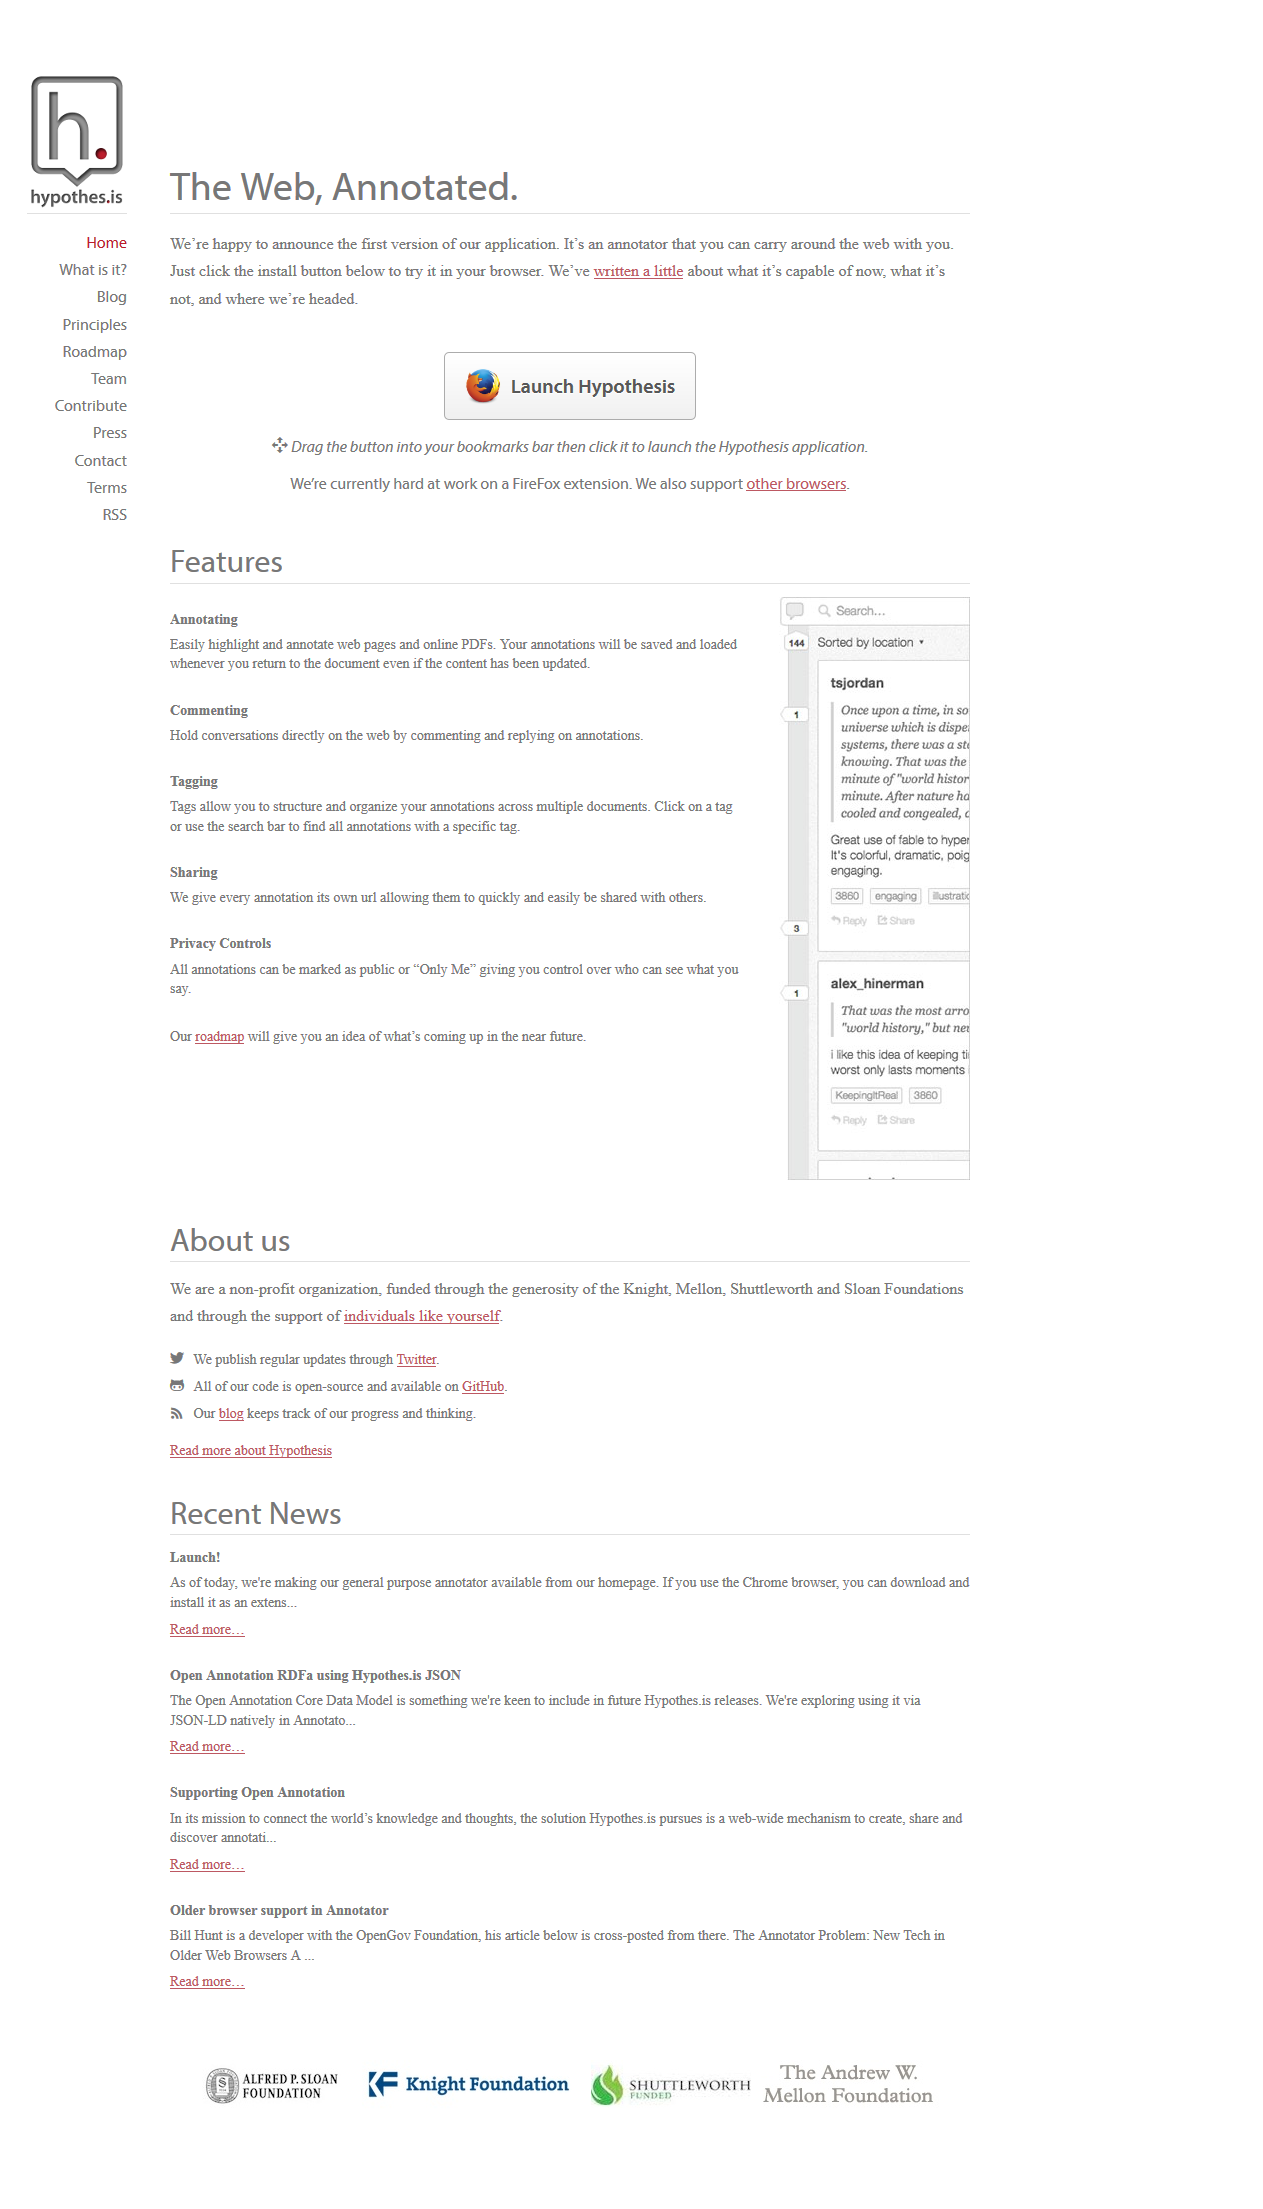 h.
hypothes.is
Home
What is it?
Blog
Principles
Roadmap
Team
Contribute
Press
Contact
Terms
RSS
The Web, Annotated.
We’re happy to announce the first version of our application. It’s an annotator that you can carry around the web with you.
Just click the install button below to try it in your browser. We’ve written a little about what it’s capable of now, what it’s
not, and where we’re headed.
Launch Hypothesis
Drag the button into your bookmarks bar then click it to launch the Hypothesis application.
We’re currently hard at work on a FireFox extension. We also support other browsers.
Features
Annotating
Easily highlight and annotate web pages and online PDFs. Your annotations will be saved and loaded
whenever you return to the document even if the content has been updated.
Commenting
Hold conversations directly on the web by commenting and replying on annotations.
Tagging
Tags allow you to structure and organize your annotations across multiple documents. Click on a tag
or use the search bar to find all annotations with a specific tag.
Sharing
We give every annotation its own url allowing them to quickly and easily be shared with others.
Privacy Controls
All annotations can be marked as public or “Only Me” giving you control over who can see what you
say.
Our roadmap will give you an idea of what’s coming up in the near future.
Search...
144
Sorted by location
tsjordan
1
Once upon a time, in so
universe which is disper
systems, there was a sta
knowing. That was the
minute of "world histor
minute. After nature ha
cooled and congealed,
Great use of fable to hyper
It's colorful, dramatic, poig
engaging.
3860 engaging illustratio
Reply Share
3
alex_hinerman
1
That was the most arro
"world history," but nev
i like this idea of keeping ti
worst only lasts moments
KeepingItReal 3860
Reply Share
About us
We are a non-profit organization, funded through the generosity of the Knight, Mellon, Shuttleworth and Sloan Foundations
and through the support of individuals like yourself.
We publish regular updates through Twitter.
All of our code is open-source and available on GitHub.
Our blog keeps track of our progress and thinking.
Read more about Hypothesis
Recent News
Launch!
As of today, we're making our general purpose annotator available from our homepage. If you use the Chrome browser, you can download and
install it as an extens...
Read more…
Open Annotation RDFa using Hypothes.is JSON
The Open Annotation Core Data Model is something we're keen to include in future Hypothes.is releases. We're exploring using it via
JSON-LD natively in Annotato...
Read more…
Supporting Open Annotation
In its mission to connect the world’s knowledge and thoughts, the solution Hypothes.is pursues is a web-wide mechanism to create, share and
discover annotati...
Read more…
Older browser support in Annotator
Bill Hunt is a developer with the OpenGov Foundation, his article below is cross-posted from there. The Annotator Problem: New Tech in
Older Web Browsers A ...
Read more…
ALFRED P. SLOAN
FOUNDATION
Knight Foundation
SHUTTLEWORTH
FUNDED
The Andrew W.
Mellon Foundation